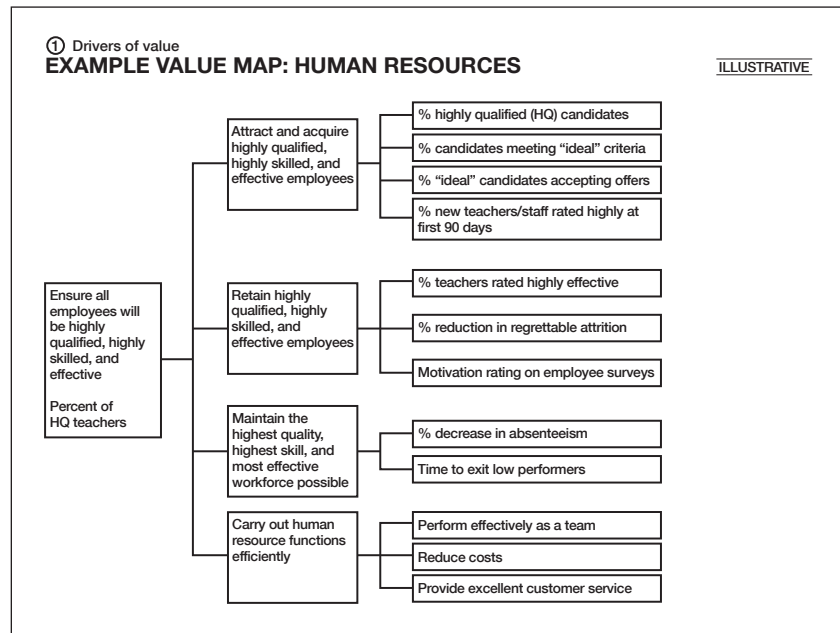 ① Drivers of value
EXAMPLE VALUE MAP: HUMAN RESOURCES
ILLUSTRATIVE
Ensure all
employees will
be highly
qualified, highly
skilled, and
effective
Percent of
HQ teachers
Attract and acquire
highly qualified,
highly skilled, and
effective employees
% highly qualified (HQ) candidates
% candidates meeting “ideal” criteria
% “ideal” candidates accepting offers
% new teachers/staff rated highly at
first 90 days
Retain highly
qualified, highly
skilled, and
effective employees
% teachers rated highly effective
% reduction in regrettable attrition
Motivation rating on employee surveys
Maintain the
highest quality,
highest skill, and
most effective
workforce possible
% decrease in absenteeism
Time to exit low performers
Carry out human
resource functions
efficiently
Perform effectively as a team
Reduce costs
Provide excellent customer service